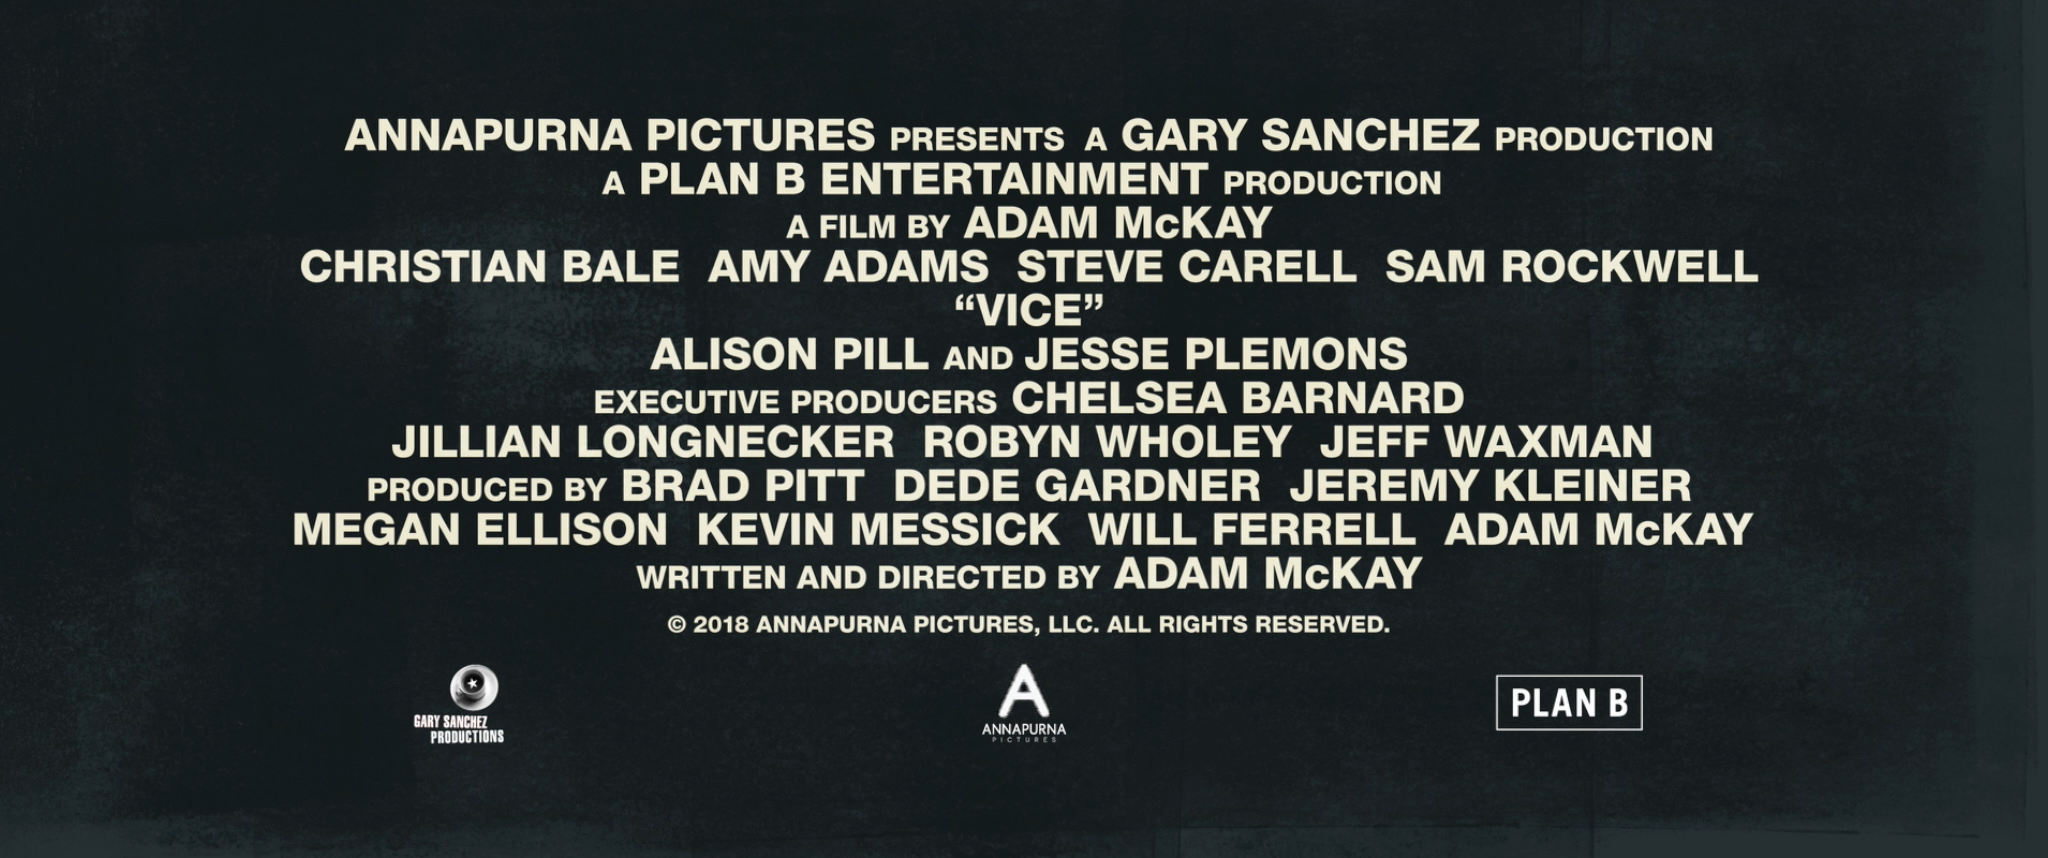 ANNAPURNA PICTURES PRESENTS A GARY SANCHEZ PRODUCTION
A PLAN B ENTERTAINMENT PRODUCTION
A FILM BY ADAM McKAY
CHRISTIAN BALE AMY ADAMS STEVE CARELL SAM ROCKWELL
“VICE”
ALISON PILL AND JESSE PLEMONS
EXECUTIVE PRODUCERS CHELSEA BARNARD
JILLIAN LONGNECKER ROBYN WHOLEY JEFF WAXMAN
PRODUCED BY BRAD PITT DEDE GARDNER JEREMY KLEINER
MEGAN ELLISON KEVIN MESSICK WILL FERRELL ADAM McKAY
WRITTEN AND DIRECTED BY ADAM McKAY
© 2018 ANNAPURNA PICTURES, LLC. ALL RIGHTS RESERVED.
GARY SANCHEZ
PRODUCTIONS
A
ANNAPURNA
PICTURES
PLAN B